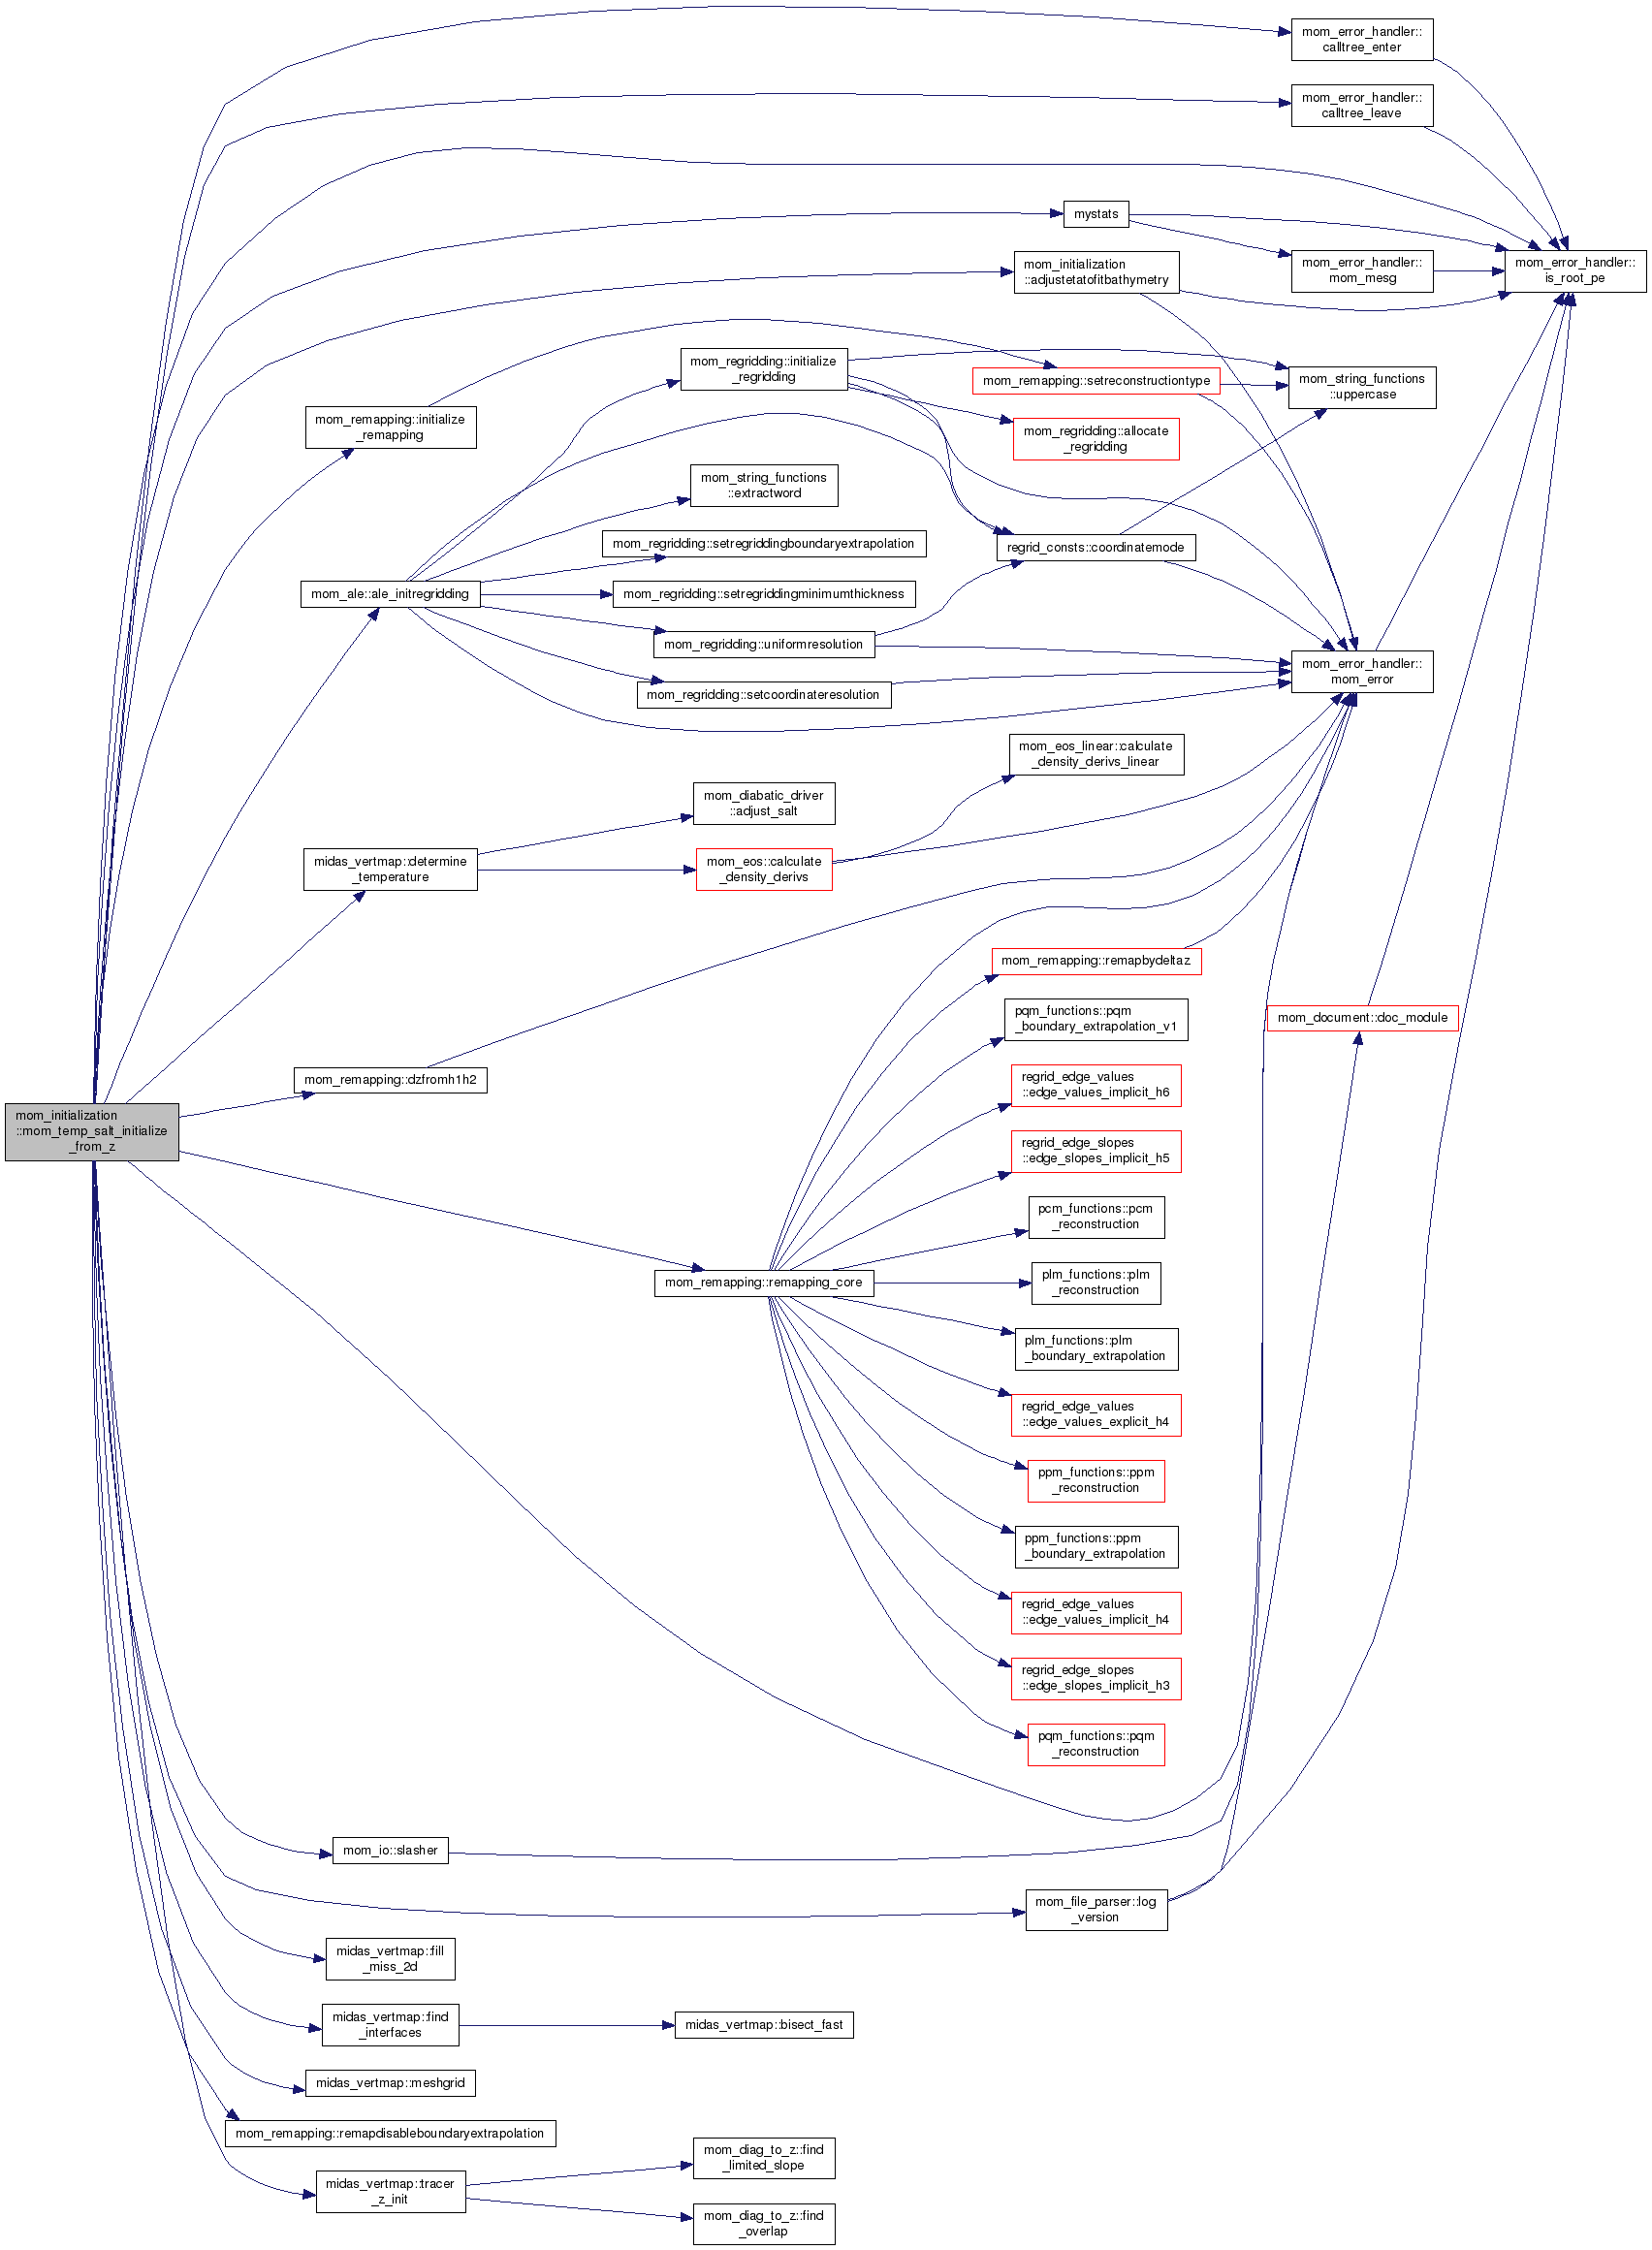 mom_error_handler::
calltree_enter
mom_error_handler::
calltree_leave
mystats
mom_initialization
::adjustetatofitbathymetry
mom_error_handler::
mom_mesg
mom_error_handler::
is_root_pe
mom_regridding::initialize
_regridding
mom_remapping::setreconstructiontype
mom_string_functions
::uppercase
mom_remapping::initialize
_remapping
mom_regridding::allocate
_regridding
mom_string_functions
::extractword
mom_regridding::setregriddingboundaryextrapolation
regrid_consts::coordinatemode
mom_ale::ale_initregridding
mom_regridding::setregriddingminimumthickness
mom_regridding::uniformresolution
mom_error_handler::
mom_error
mom_regridding::setcoordinateresolution
mom_eos_linear::calculate
_density_derivs_linear
mom_diabatic_driver
::adjust_salt
midas_vertmap::determine
_temperature
mom_eos::calculate
_density_derivs
mom_remapping::remapbydeltaz
pqm_functions::pqm
_boundary_extrapolation_v1
mom_document::doc_module
mom_remapping::dzfromh1h2
regrid_edge_values
::edge_values_implicit_h6
mom_initialization
::mom_temp_salt_initialize
_from_z
regrid_edge_slopes
::edge_slopes_implicit_h5
pcm_functions::pcm
_reconstruction
mom_remapping::remapping_core
plm_functions::plm
_reconstruction
plm_functions::plm
_boundary_extrapolation
regrid_edge_values
::edge_values_explicit_h4
ppm_functions::ppm
_reconstruction
ppm_functions::ppm
_boundary_extrapolation
regrid_edge_values
::edge_values_implicit_h4
regrid_edge_slopes
::edge_slopes_implicit_h3
pqm_functions::pqm
_reconstruction
mom_io::slasher
mom_file_parser::log
_version
midas_vertmap::fill
_miss_2d
midas_vertmap::find
_interfaces
midas_vertmap::bisect_fast
midas_vertmap::meshgrid
mom_remapping::remapdisableboundaryextrapolation
mom_diag_to_z::find
_limited_slope
midas_vertmap::tracer
_z_init
mom_diag_to_z::find
_overlap